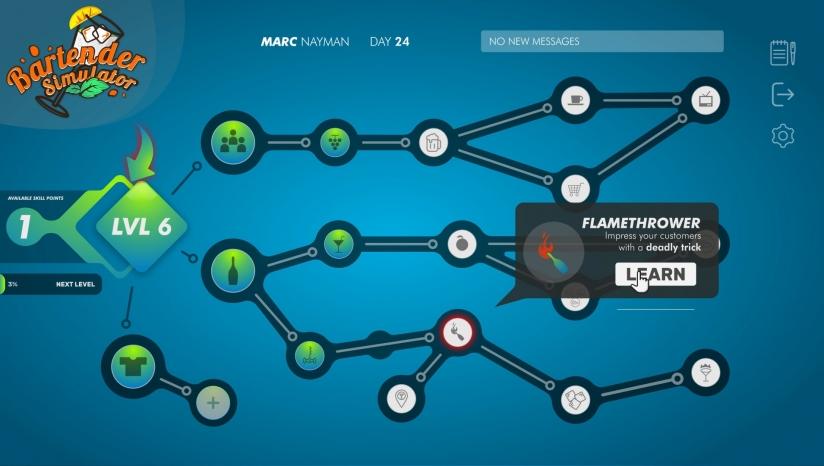 Bartender
Simulator
MARC NAYMAN DAY 24
NO NEW MESSAGES
AVAILABLE SKILL POINTS
1
LVL 6
3% NEXT LEVEL
FLAMETHROWER
Impress your customers
with a deadly trick
LEARN